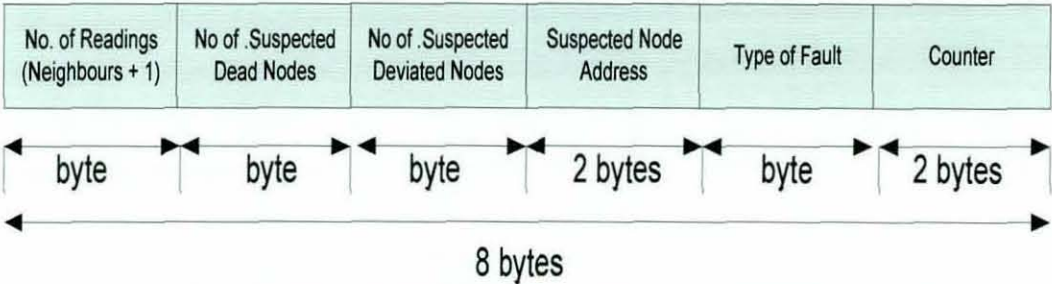 No. of Readings
(Neighbours + 1)
No of .Suspected
Dead Nodes
No of .Suspected
Deviated Nodes
Suspected Node
Address
Type of Fault
Counter
byte
byte
byte
2 bytes
byte
2 bytes
8 bytes